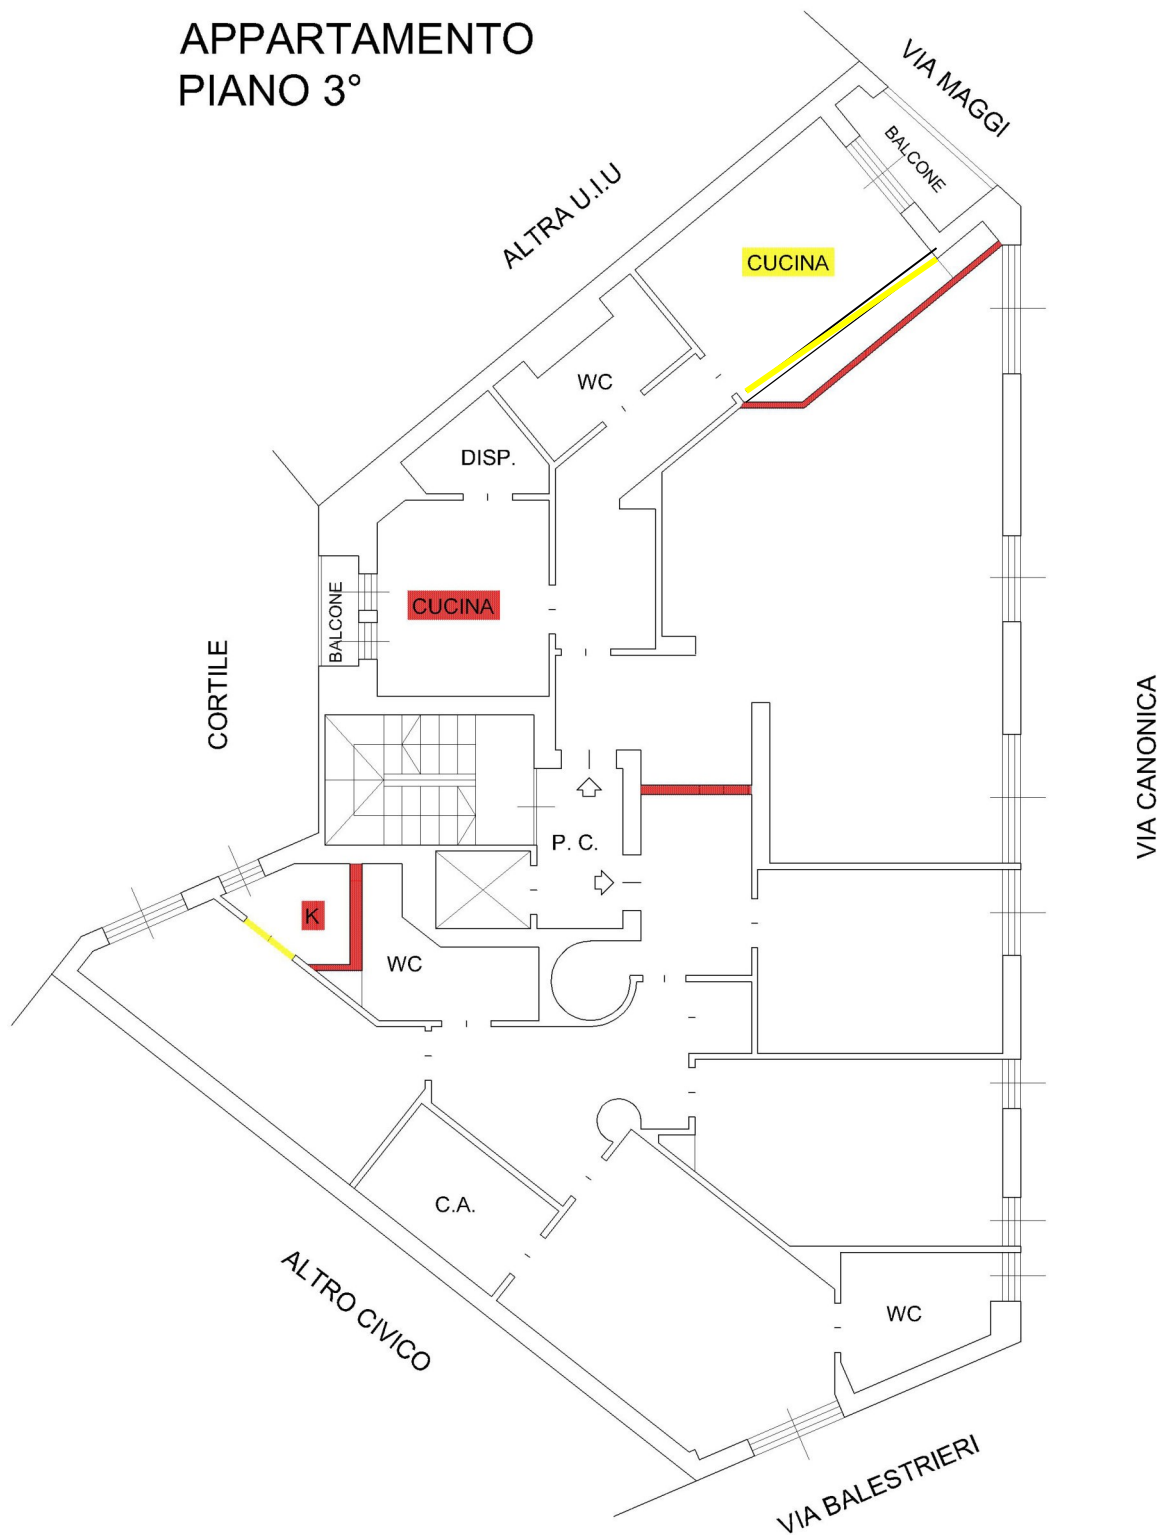 APPARTAMENTO
PIANO 3°
VIA MAGGI
BALCONE
ALTRA U.I.U
CUCINA
WC
DISP.
CUCINA
BALCONE
CORTILE
VIA CANONICA
P. C.
K
WC
C.A.
ALTRO CIVICO
WC
VIA BALESTRIERI